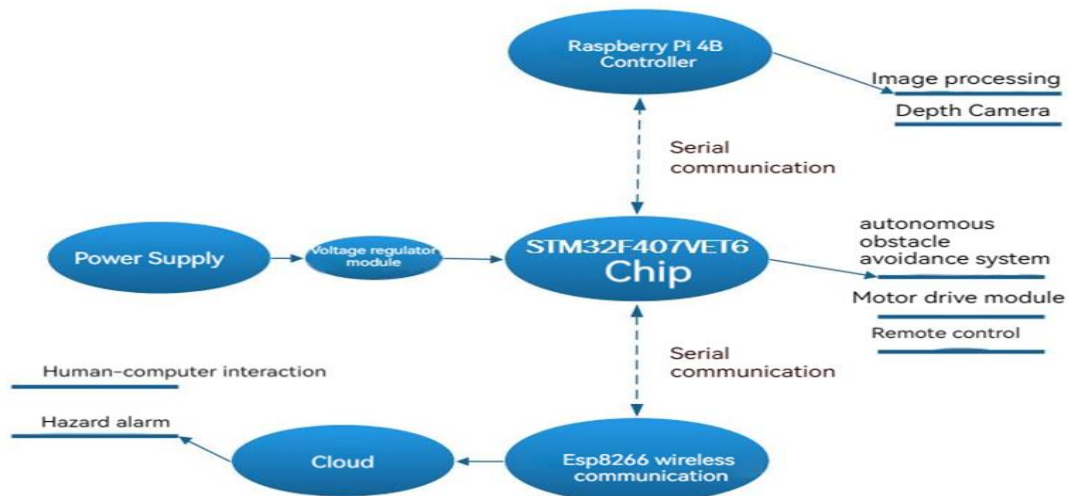 Raspberry Pi 4B
Controller
Image processing
Depth Camera
Serial
communication
Power Supply
Voltage regulator
module
STM32F407VET6
Chip
autonomous
obstacle
avoidance system
Motor drive module
Remote control
Serial
communication
Human-computer interaction
Hazard alarm
Cloud
Esp8266 wireless
communication